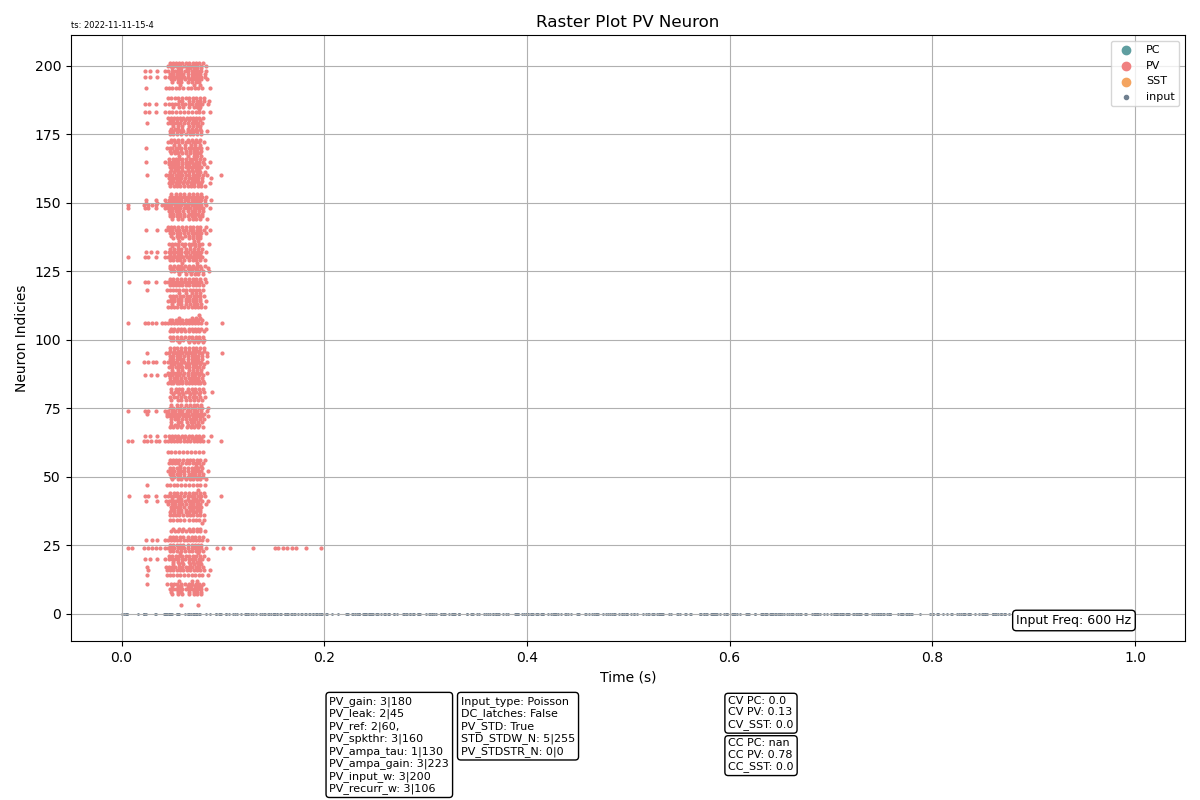 ts: 2022-11-11-15-4
Raster Plot PV Neuron
PC
PV
SST
input
200
175
150
125
100
75
50
25
0
Neuron Indicies
Input Freq: 600 Hz
0.0 0.2 0.4 0.6 0.8 1.0
Time (s)
PV_gain: 3|180
PV_leak: 2|45
PV_ref: 2|60,
PV_spkthr: 3|160
PV_ampa_tau: 1|130
PV_ampa_gain: 3|223
PV_input_w: 3|200
PV_recurr_w: 3|106
Input_type: Poisson
DC_latches: False
PV_STD: True
STD_STDW_N: 5|255
PV_STDSTR_N: 0|0
CV PC: 0.0
CV PV: 0.13
CV_SST: 0.0
CC PC: nan
CC PV: 0.78
CC_SST: 0.0